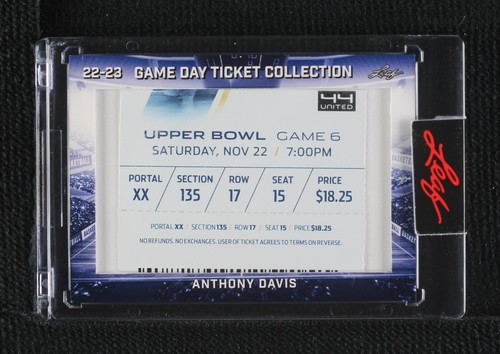 22-23 GAME DAY TICKET COLLECTION
Leaf
44
UNITED
UPPER BOWL GAME 6
SATURDAY, NOV 22 / 7:00PM
PORTAL SECTION ROW SEAT PRICE
XX 135 17 15 $18.25
PORTAL XX / SECTION 135 / ROW 17 / SEAT 15 / PRICE $18.25
NO REFUNDS. NO EXCHANGES. USER OF TICKET AGREES TO TERMS ON REVERSE.
Leaf
ANTHONY DAVIS